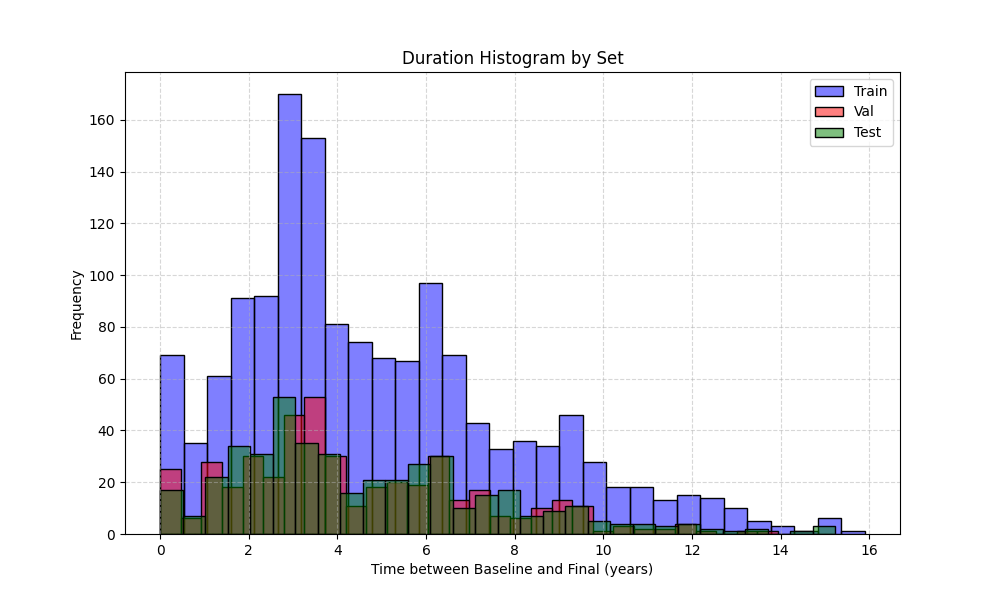 Duration Histogram by Set
Train
Val
Test
Frequency
160
140
120
100
80
60
40
20
0
0 2 4 6 8 10 12 14 16
Time between Baseline and Final (years)